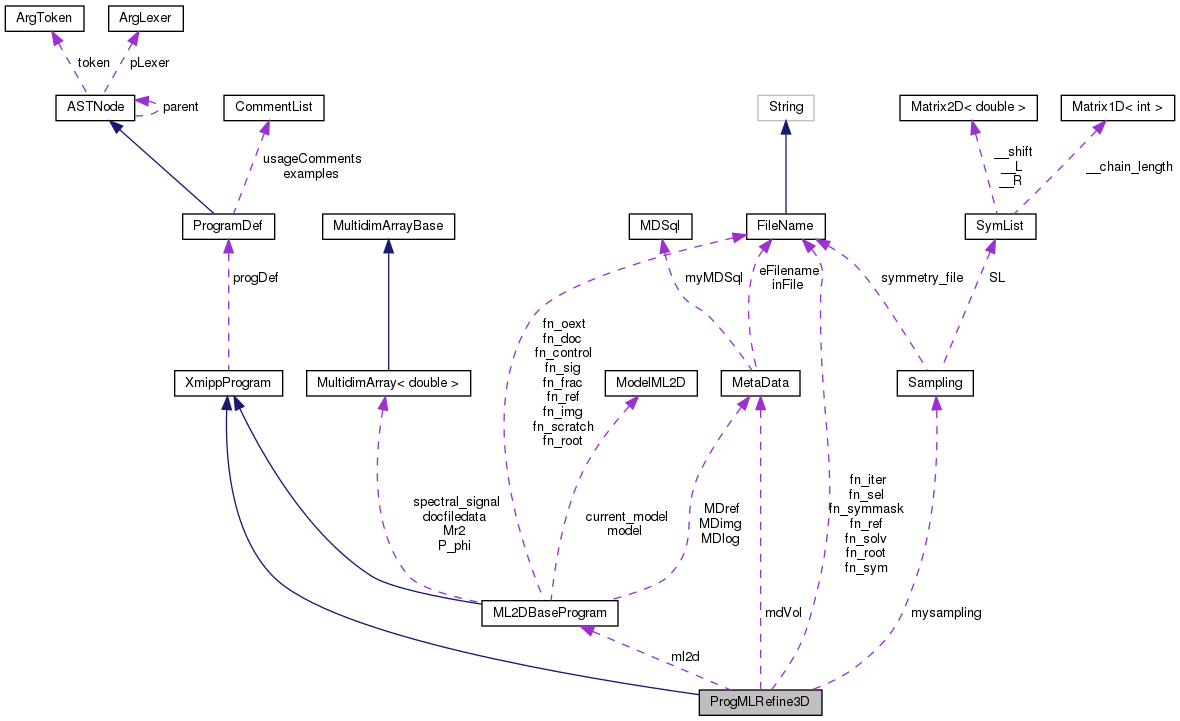 ArgToken
ArgLexer
token
pLexer
ASTNode
parent
CommentList
String
Matrix2D< double >
Matrix1D< int >
usageComments
examples
__shift
__L
__R
__chain_length
ProgramDef
MultidimArrayBase
MDSql
FileName
SymList
progDef
myMDSql
eFilename
inFile
symmetry_file
SL
fn_oext
fn_doc
fn_control
fn_sig
fn_frac
fn_ref
fn_img
fn_scratch
fn_root
XmippProgram
MultidimArray< double >
ModelML2D
MetaData
Sampling
spectral_signal
docfiledata
Mr2
P_phi
current_model
model
MDref
MDimg
MDlog
fn_iter
fn_sel
fn_symmask
fn_ref
fn_solv
fn_root
fn_sym
ML2DBaseProgram
mdVol
mysampling
ml2d
ProgMLRefine3D